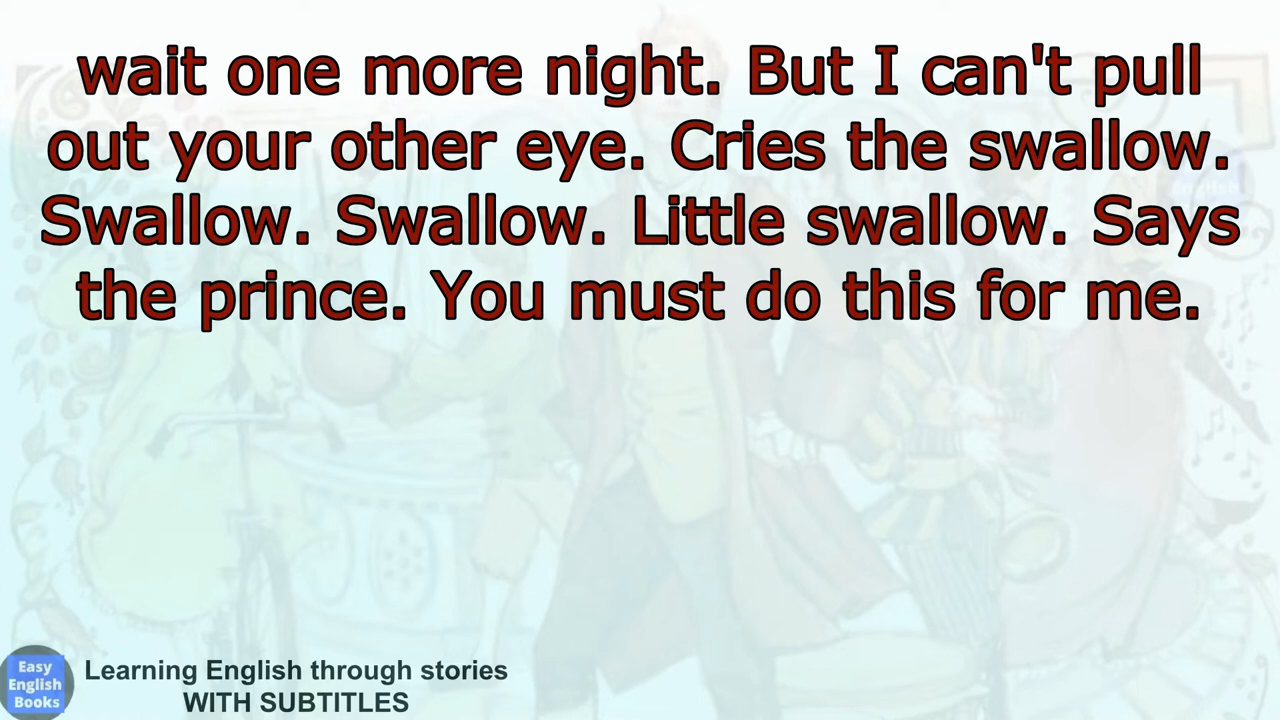 wait one more night. But I can't pull
out your other eye. Cries the swallow.
Swallow. Swallow. Little swallow. Says
the prince. You must do this for me.
English
Easy
English
Books
Learning English through stories
WITH SUBTITLES